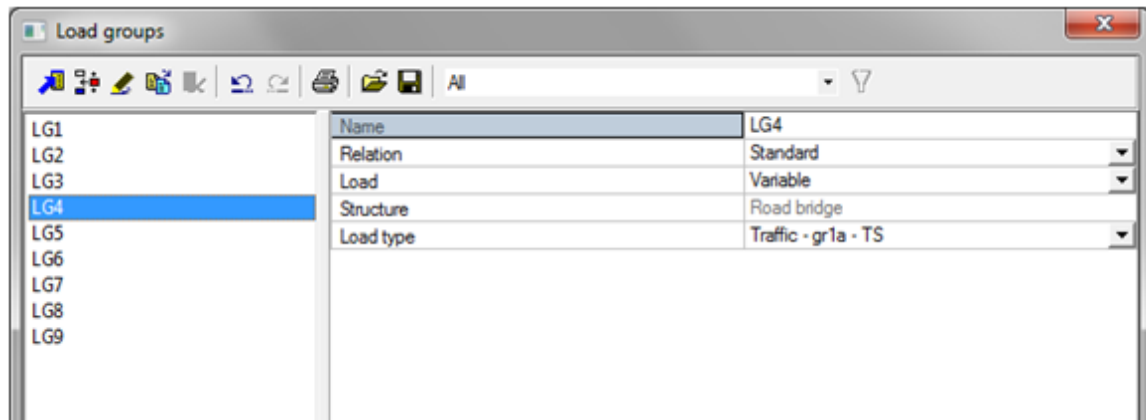 Load groups
All
LG1
LG2
LG3
LG4
LG5
LG6
LG7
LG8
LG9
Name LG4
Relation Standard
Load Variable
Structure Road bridge
Load type Traffic - gr1a - TS